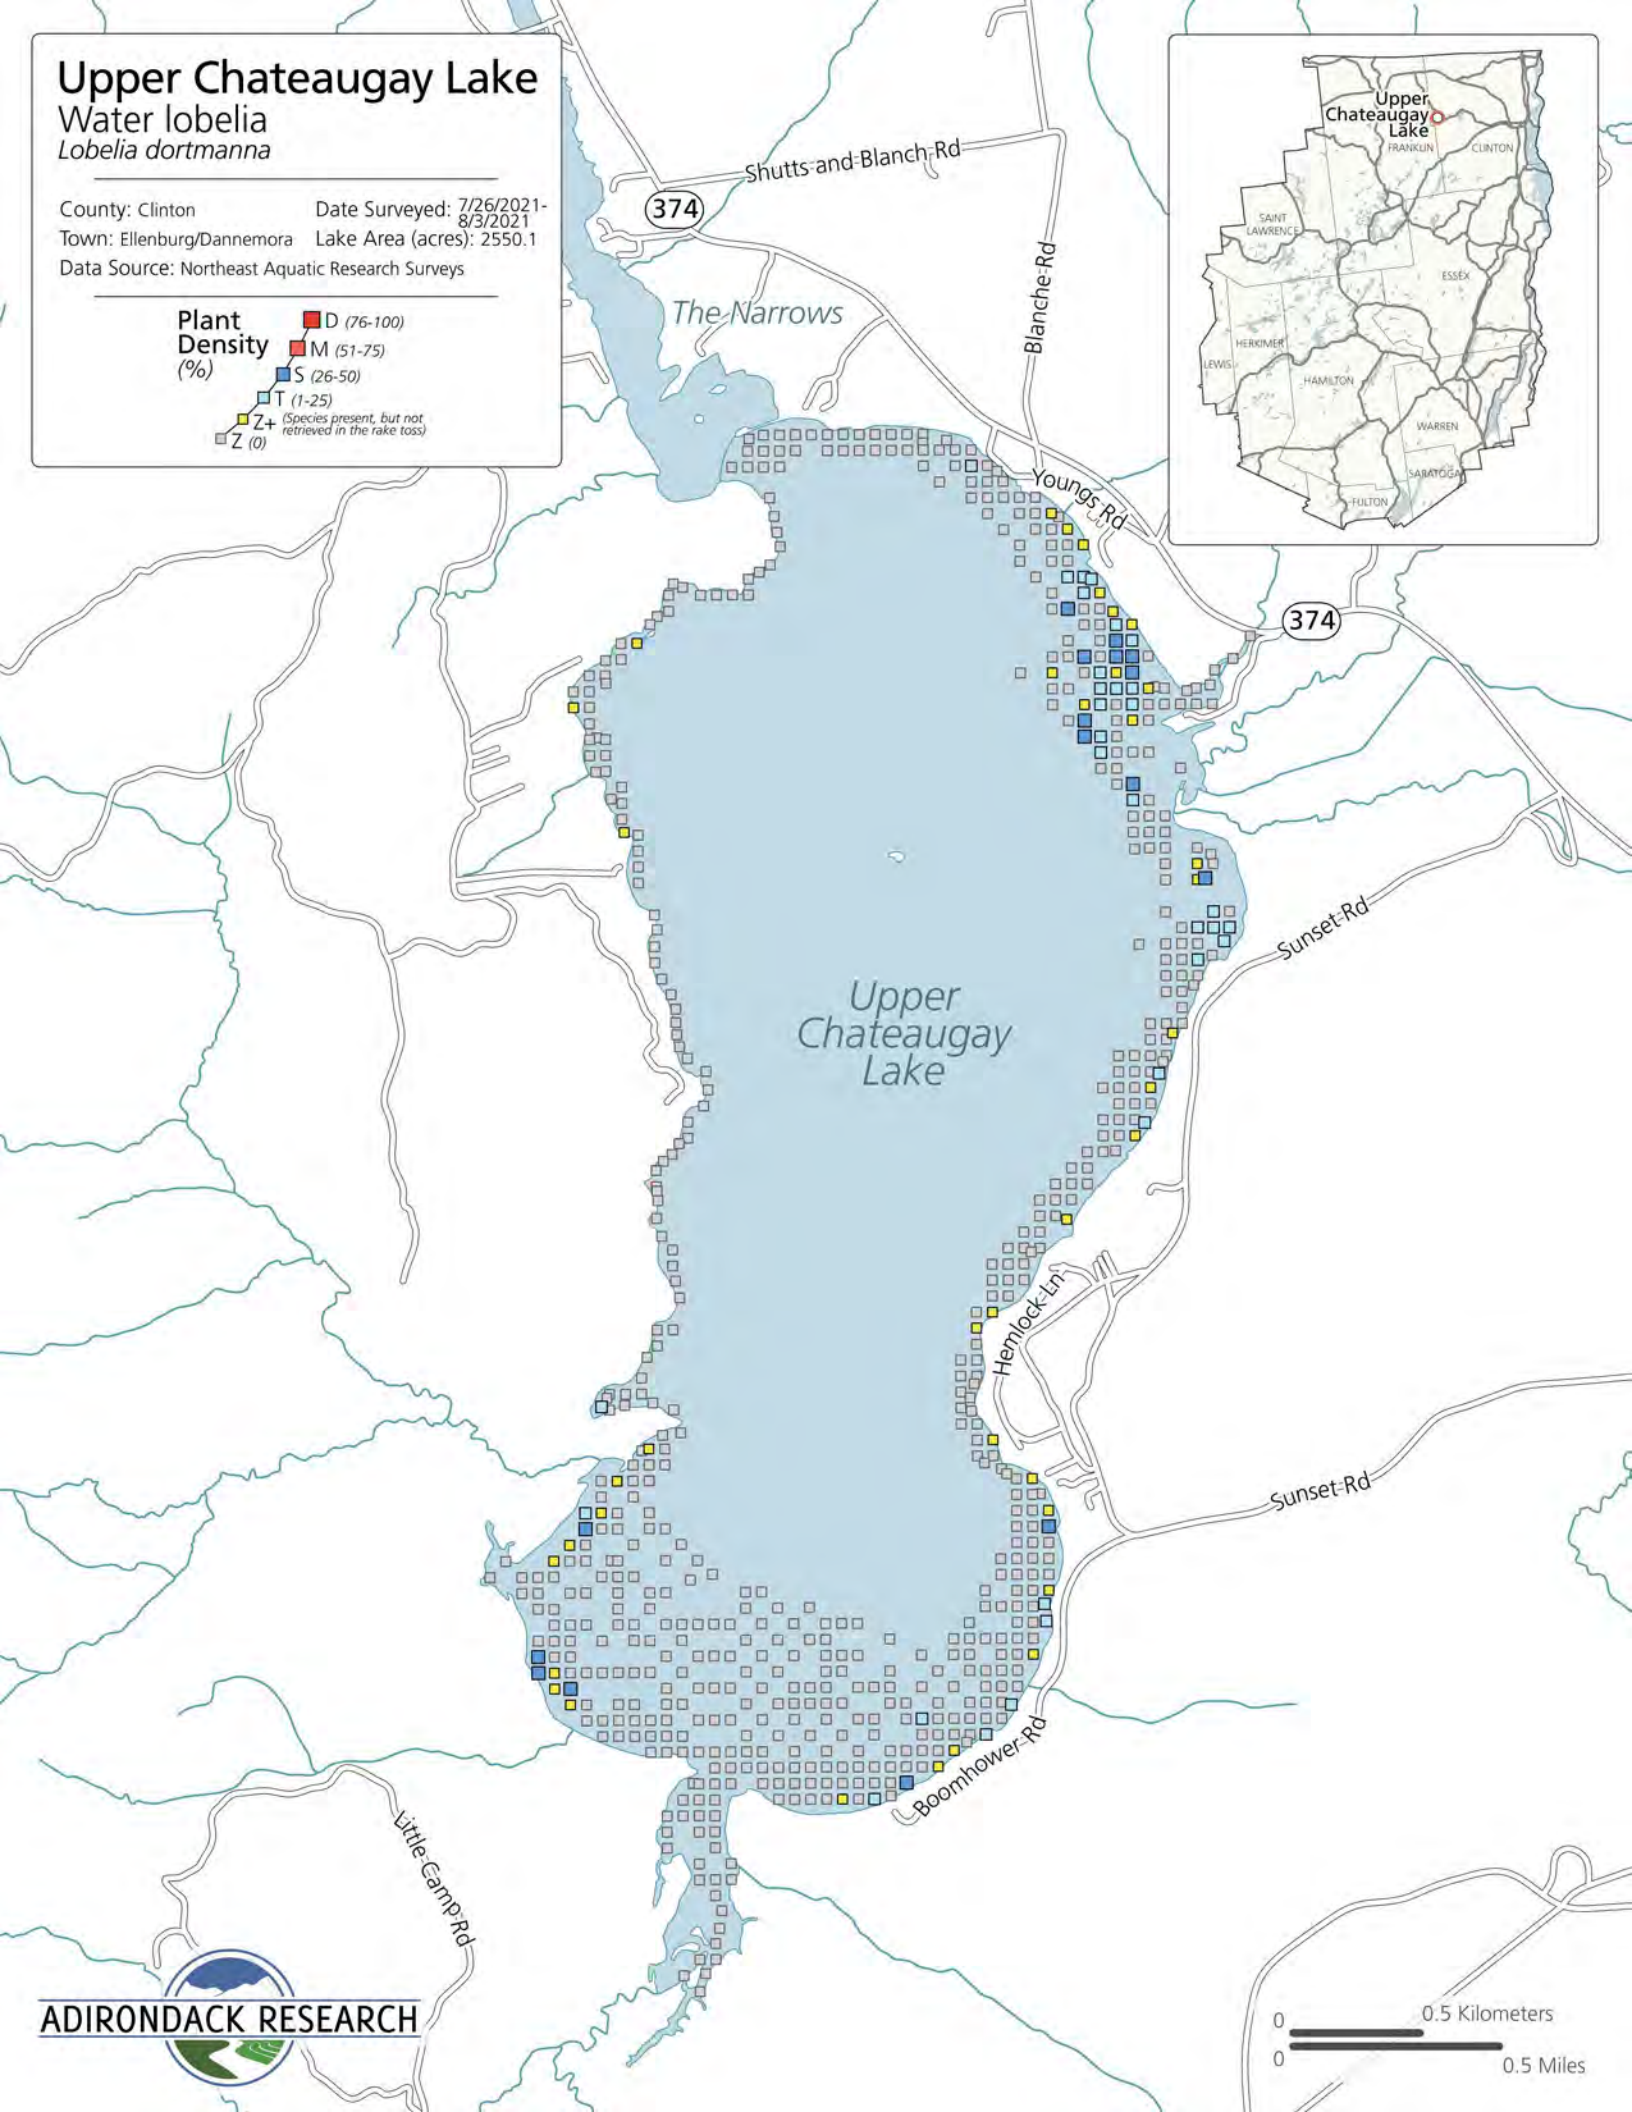 Upper Chateaugay Lake
Water lobelia
Lobelia dortmanna
County: Clinton
Date Surveyed: 7/26/2021-
8/3/2021
Town: Ellenburg/Dannemora
Lake Area (acres): 2550.1
Data Source: Northeast Aquatic Research Surveys
Plant
Density
(%)
D (76-100)
M (51-75)
S (26-50)
T (1-25)
Z+ (Species present, but not
retrieved in the rake toss)
Z (0)
Upper
Chateaugay
Lake
FRANKLIN
CLINTON
SAINT
LAWRENCE
ESSEX
HERKIMER
LEWIS
HAMILTON
WARREN
SARATOGA
FULTON
Shutts and Blanch Rd
374
Blanche Rd
The Narrows
Youngs Rd
374
Sunset Rd
Upper
Chateaugay
Lake
Hemlock Ln
Sunset Rd
Boomhower Rd
Little Camp Rd
ADIRONDACK RESEARCH
0
0.5 Kilometers
0
0.5 Miles